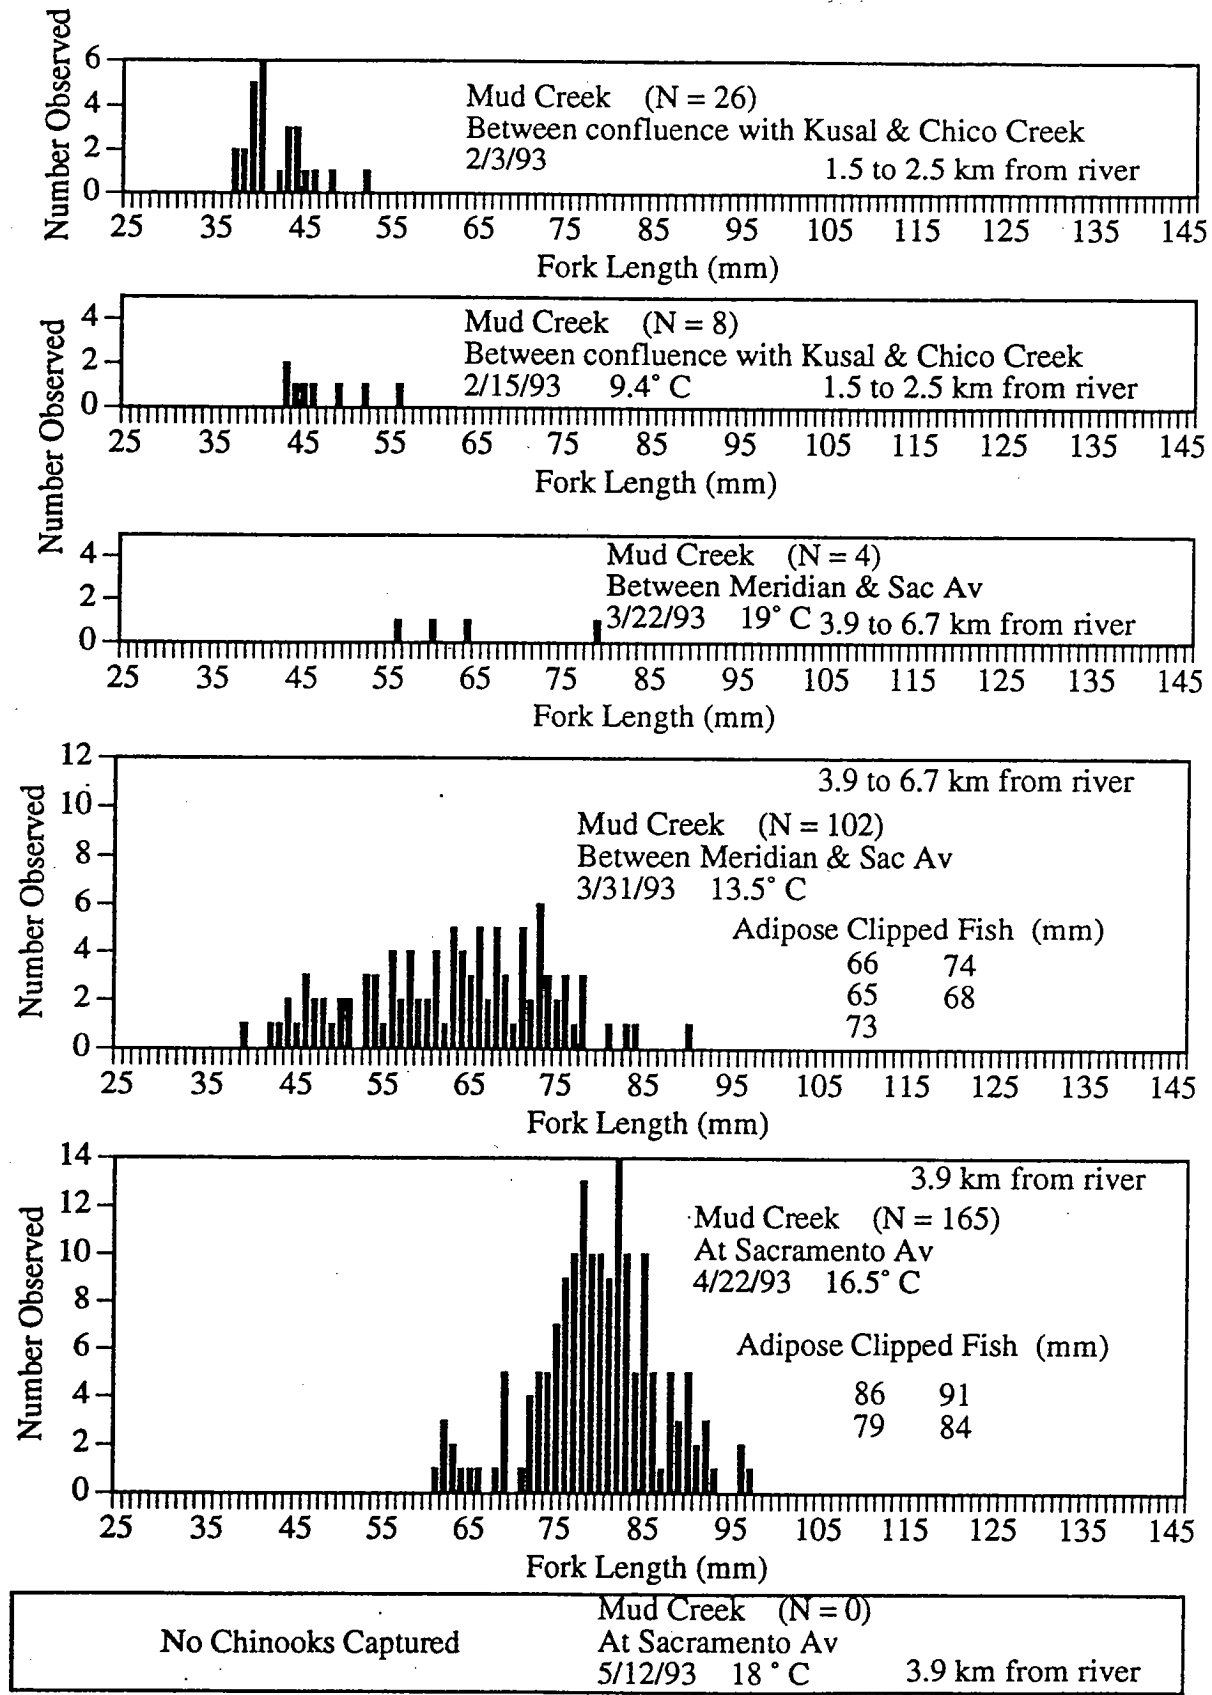 Number Observed
6
4
2
0
Mud Creek (N = 26)
Between confluence with Kusal & Chico Creek
2/3/93 1.5 to 2.5 km from river
25 35 45 55 65 75 85 95 105 115 125 135 145
Fork Length (mm)
Number Observed
4
2
0
Mud Creek (N = 8)
Between confluence with Kusal & Chico Creek
2/15/93 9.4° C 1.5 to 2.5 km from river
25 35 45 55 65 75 85 95 105 115 125 135 145
Fork Length (mm)
4
2
0
Mud Creek (N = 4)
Between Meridian & Sac Av
3/22/93 19° C 3.9 to 6.7 km from river
25 35 45 55 65 75 85 95 105 115 125 135 145
Fork Length (mm)
Number Observed
12
10
8
6
4
2
0
3.9 to 6.7 km from river
Mud Creek (N = 102)
Between Meridian & Sac Av
3/31/93 13.5° C
Adipose Clipped Fish (mm)
66 74
65 68
73
25 35 45 55 65 75 85 95 105 115 125 135 145
Fork Length (mm)
Number Observed
14
12
10
8
6
4
2
0
3.9 km from river
Mud Creek (N = 165)
At Sacramento Av
4/22/93 16.5° C
Adipose Clipped Fish (mm)
86 91
79 84
25 35 45 55 65 75 85 95 105 115 125 135 145
Fork Length (mm)
No Chinooks Captured
Mud Creek (N = 0)
At Sacramento Av
5/12/93 18 ° C 3.9 km from river